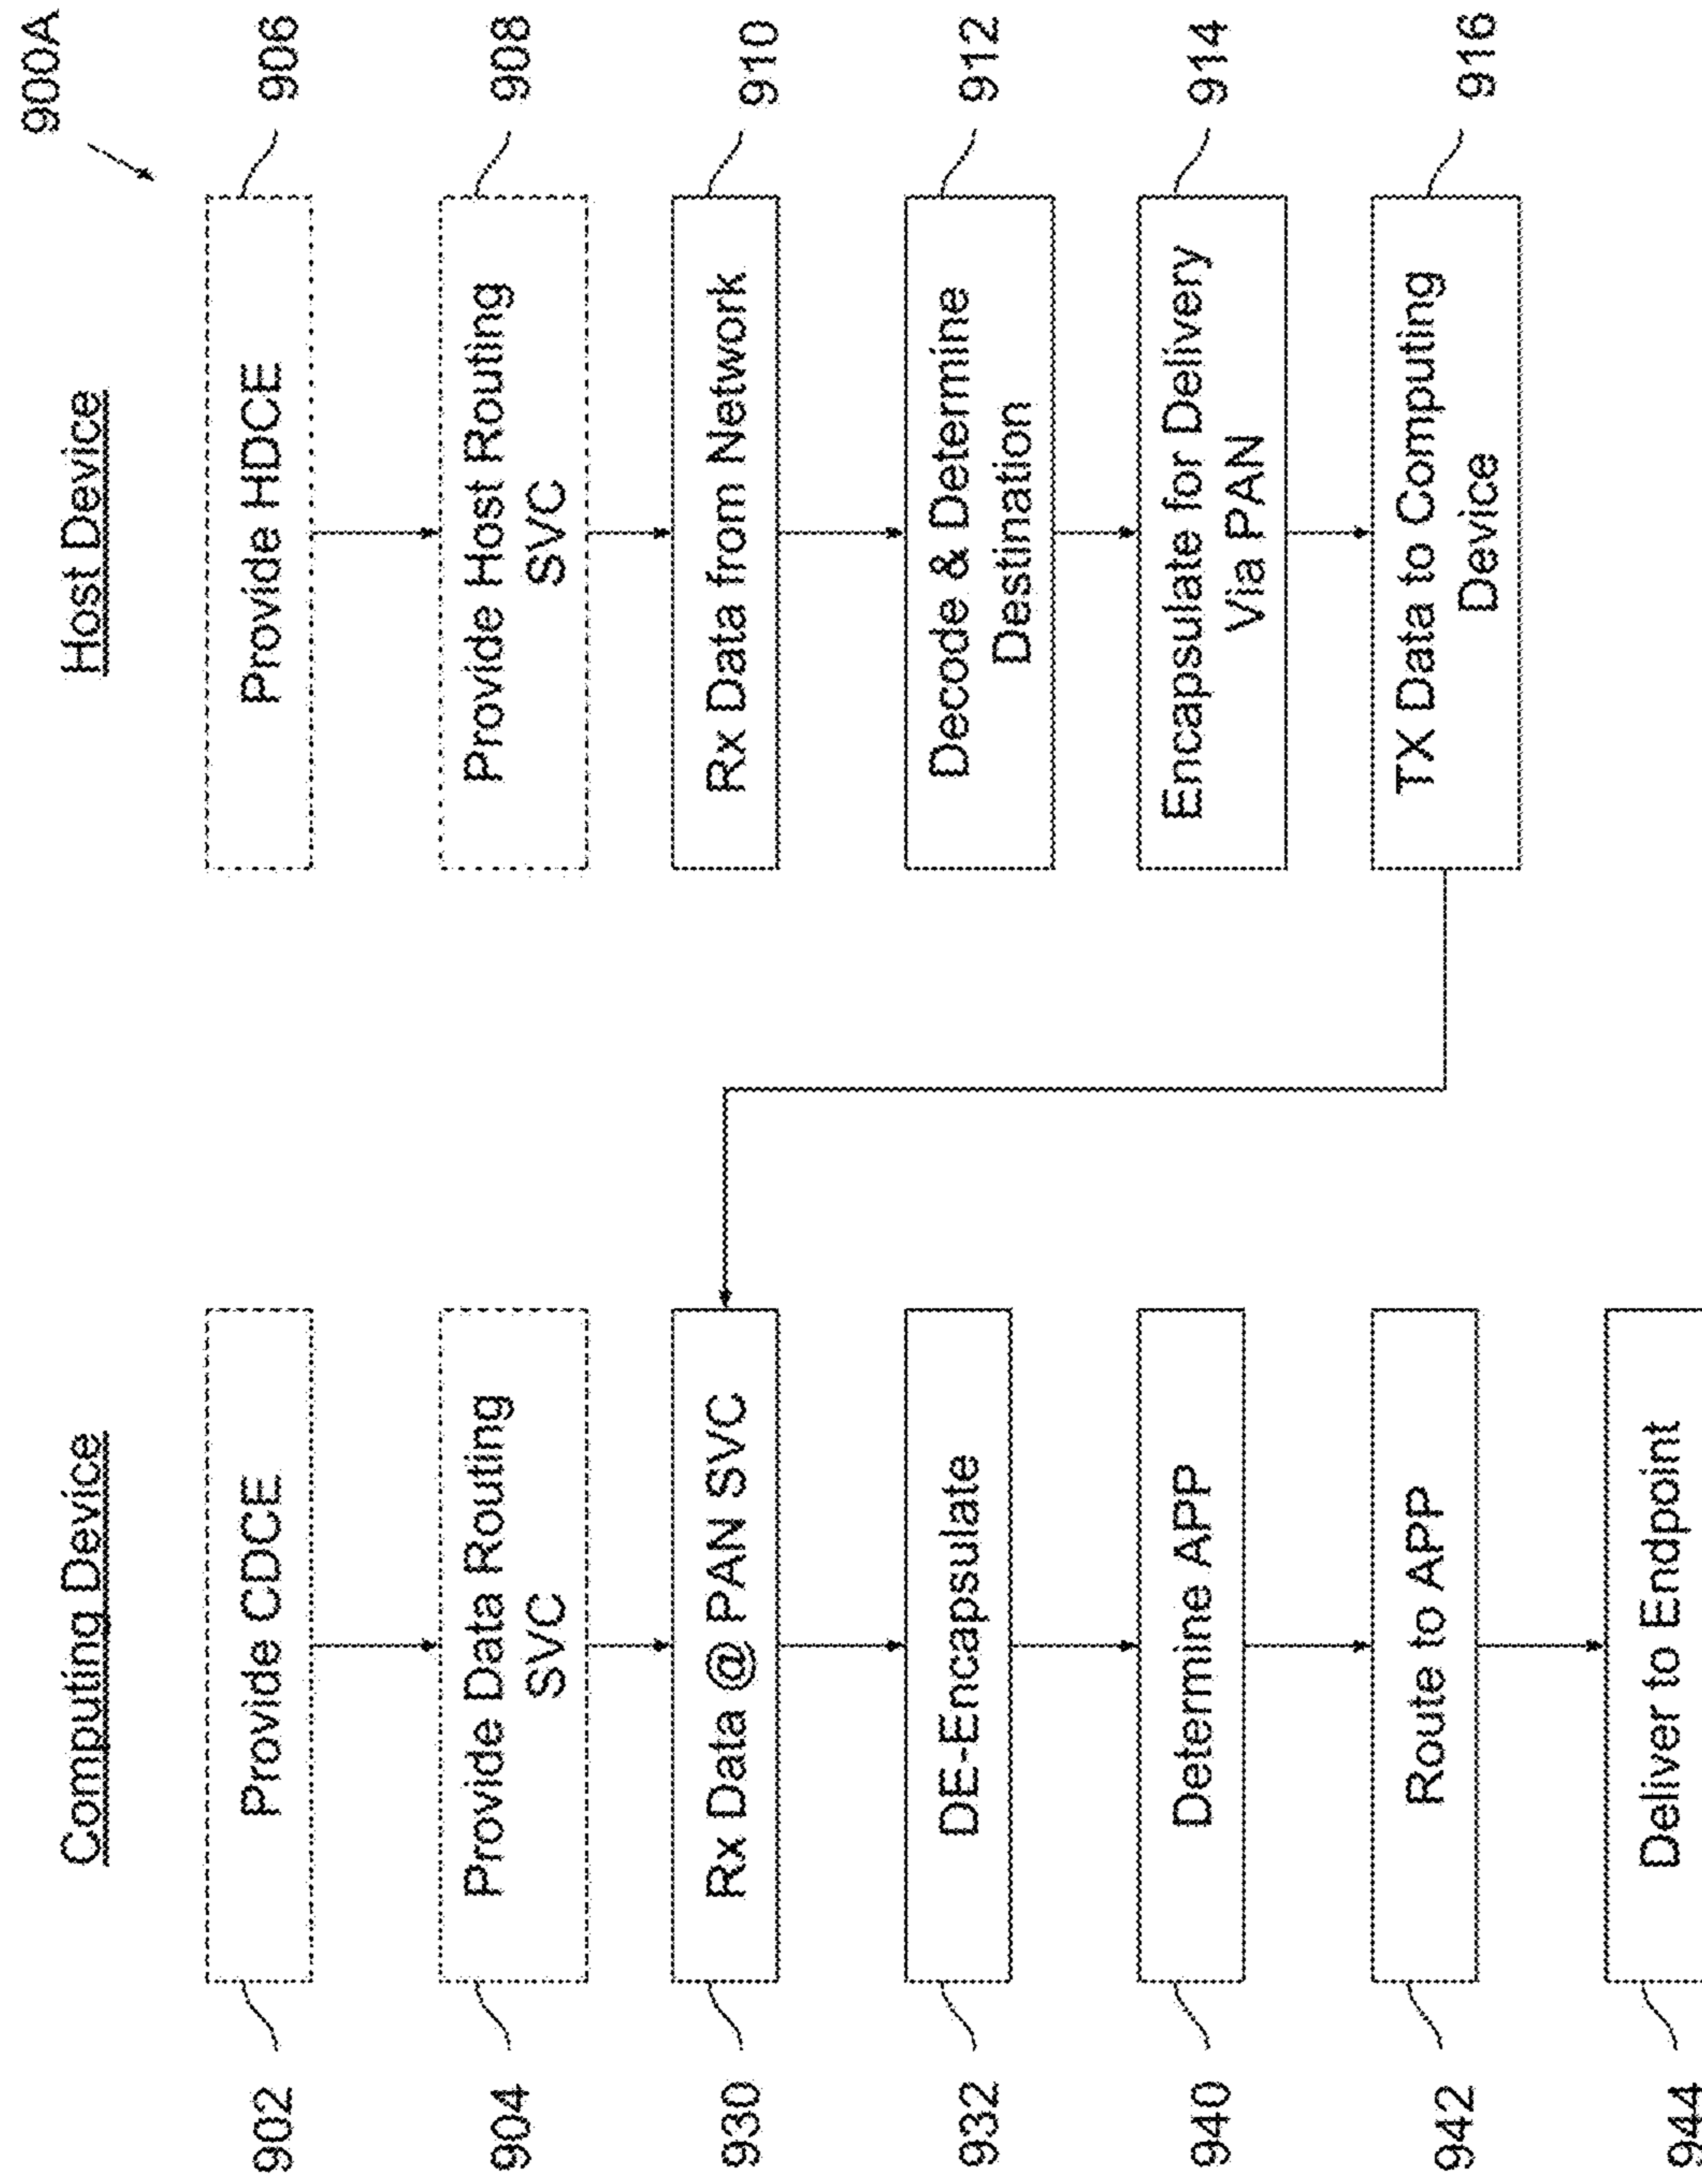 900A
Computing Device
902
Provide CDCE
904
Provide Data Routing
SVC
930
Rx Data @ PAN SVC
932
DE-Encapsulate
940
Determine APP
942
Route to APP
944
Deliver to Endpoint
Host Device
Provide HDCE
906
Provide Host Routing
SVC
908
Rx Data from Network
910
Decode & Determine
Destination
912
Encapsulate for Delivery
Via PAN
914
TX Data to Computing
Device
916